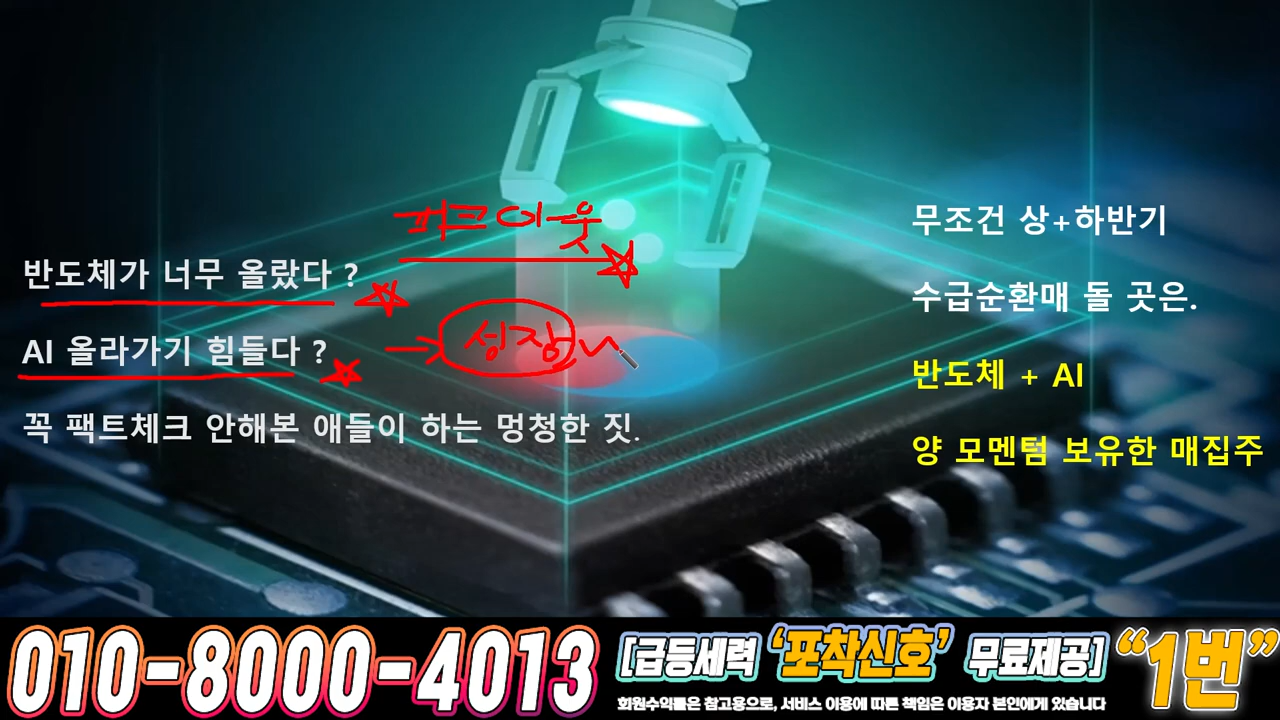 피크이웃
반도체가 너무 올랐다 ?
성장
AI 올라가기 힘들다 ?
꼭 팩트체크 안해본 애들이 하는 멍청한 짓.
무조건 상+하반기
수급순환매 돌 곳은.
반도체 + AI
양 모멘텀 보유한 매집주
010-8000-4013
[급등세력 '포착신호' 무료제공] "1번"
회원수익률은 참고용으로, 서비스 이용에 따른 책임은 이용자 본인에게 있습니다